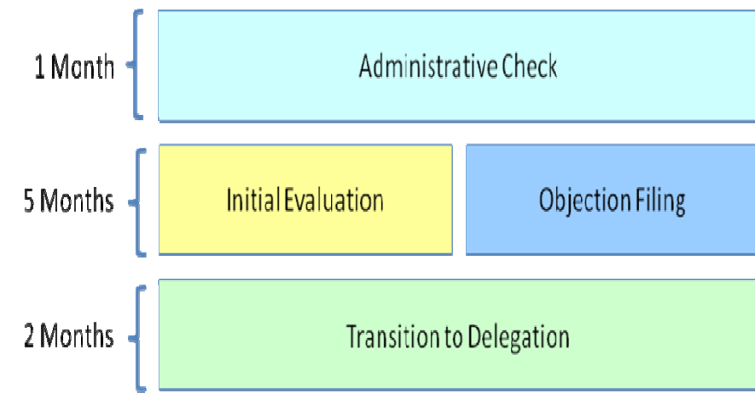 1 Month
Administrative Check
5 Months
Initial Evaluation
Objection Filing
2 Months
Transition to Delegation